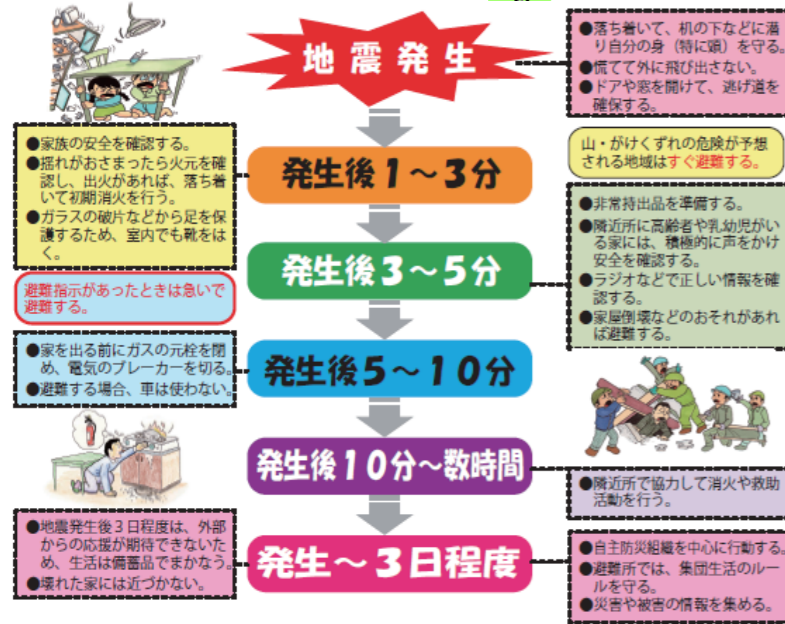 地震発生
●落ち着いて、机の下などに潜
り自分の身（特に頭）を守る。
●慌てて外に飛び出さない。
●ドアや窓を開けて、逃げ道を
確保する。
●家族の安全を確認する。
●揺れがおさまったら火元を確
認し、出火があれば、落ち着
いて初期消火を行う。
●ガラスの破片などから足を保
護するため、室内でも靴をは
く。
発生後1～3分
山・がけくずれの危険が予想
される地域はすぐ避難する。
発生後3～5分
●非常持出品を準備する。
●隣近所に高齢者や乳幼児がい
る家には、積極的に声をかけ
安全を確認する。
●ラジオなどで正しい情報を確
認する。
●家屋倒壊などのおそれがあれ
ば避難する。
避難指示があったときは急いで
避難する。
●家を出る前にガスの元栓を閉
め、電気のブレーカーを切る。
●避難する場合、車は使わない。
発生後5～10分
発生後10分～数時間
●隣近所で協力して消火や救助
活動を行う。
●地震発生後3日程度は、外部
からの応援が期待できないた
め、生活は備蓄品でまかなう。
●壊れた家には近づかない。
発生～3日程度
●自主防災組織を中心に行動する。
●避難所では、集団生活のルー
ルを守る。
●災害や被害の情報を集める。